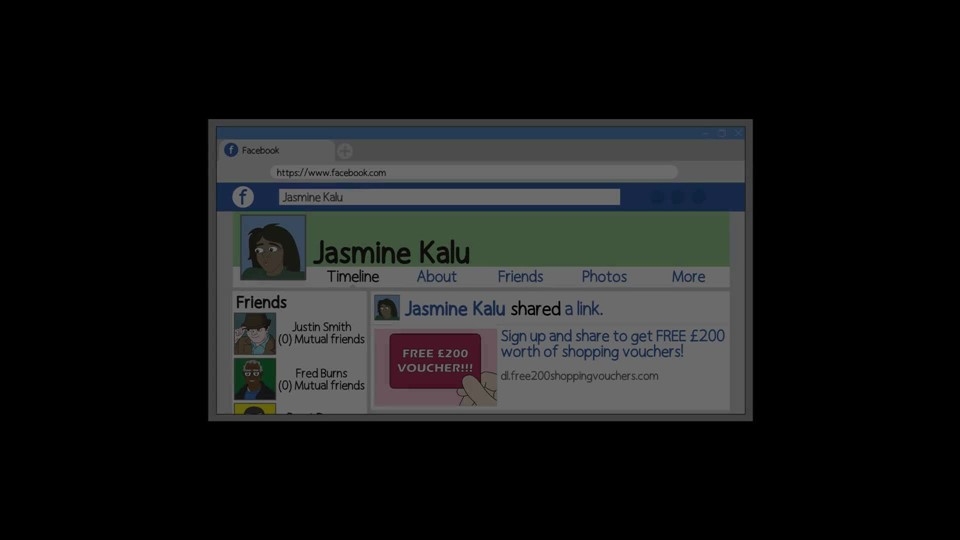 Facebook
https://www.facebook.com
f
Jasmine Kalu
Jasmine Kalu
Timeline
About
Friends
Photos
More
Friends
Justin Smith
(0) Mutual friends
Fred Burns
(0) Mutual friends
Jasmine Kalu shared a link.
FREE £200
VOUCHER!!!
Sign up and share to get FREE £200
worth of shopping vouchers!
dl.free200shoppingvouchers.com